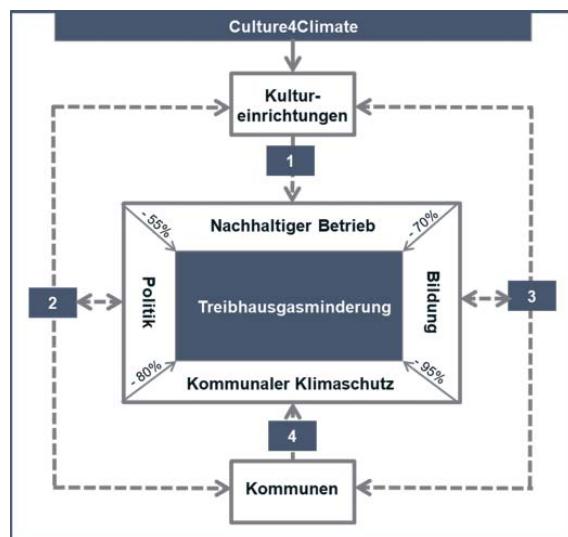 Culture4Climate
Kultur-
einrichtungen
1
- 55%
Nachhaltiger Betrieb
- 70%
2
Politik
Treibhausgasminderung
Bildung
3
- 80%
Kommunaler Klimaschutz
- 95%
4
Kommunen